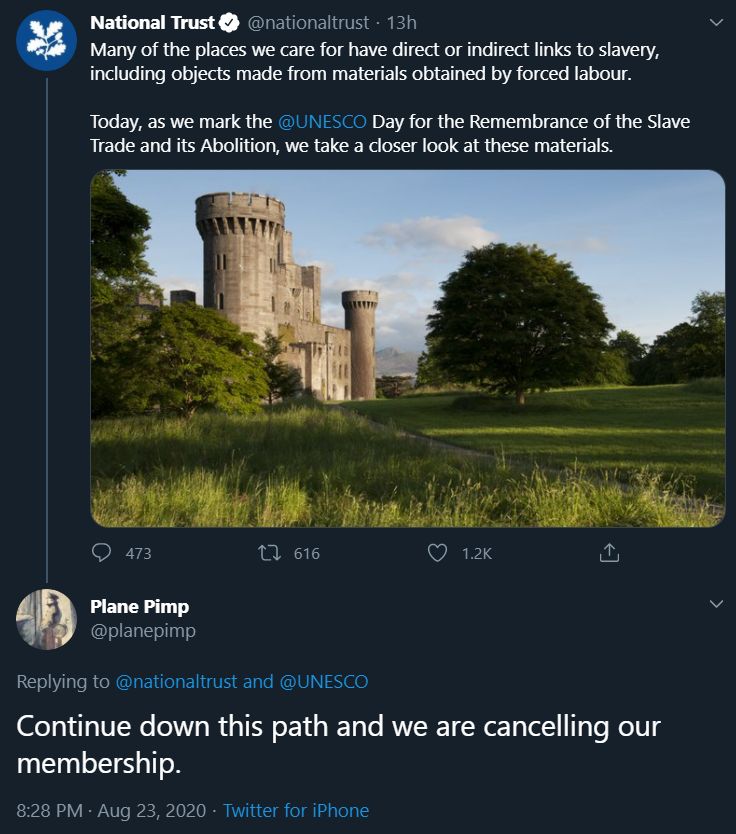 National Trust @nationaltrust · 13h
Many of the places we care for have direct or indirect links to slavery,
including objects made from materials obtained by forced labour.
Today, as we mark the @UNESCO Day for the Remembrance of the Slave
Trade and its Abolition, we take a closer look at these materials.
473 616 1.2K
Plane Pimp
@planepimp
Replying to @nationaltrust and @UNESCO
Continue down this path and we are cancelling our
membership.
8:28 PM · Aug 23, 2020 · Twitter for iPhone